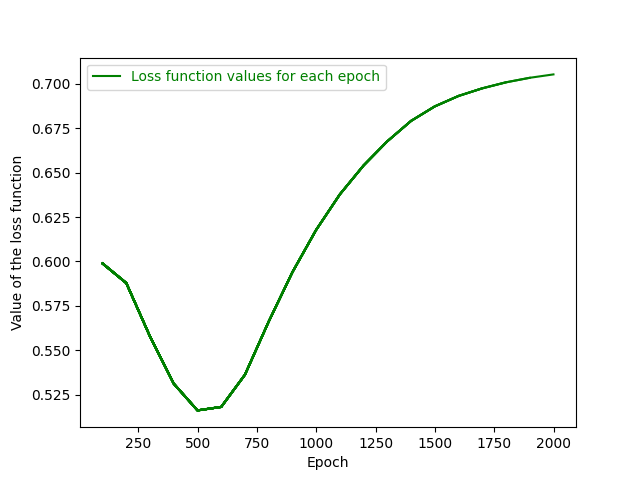 Loss function values for each epoch
Value of the loss function
0.700
0.675
0.650
0.625
0.600
0.575
0.550
0.525
250 500 750 1000 1250 1500 1750 2000
Epoch